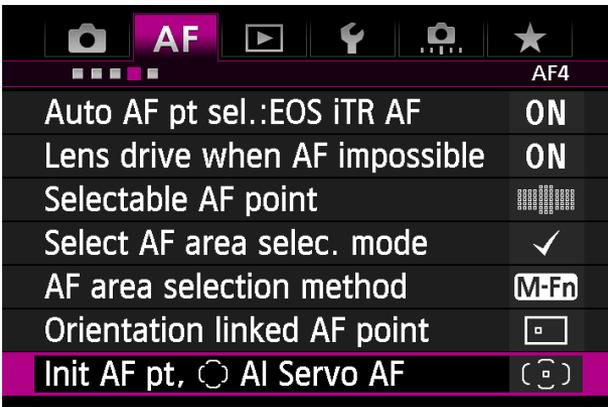 AF
AF4
Auto AF pt sel.:EOS iTR AF ON
Lens drive when AF impossible ON
Selectable AF point
Select AF area selec. mode
AF area selection method M-Fn
Orientation linked AF point
Init AF pt, AI Servo AF